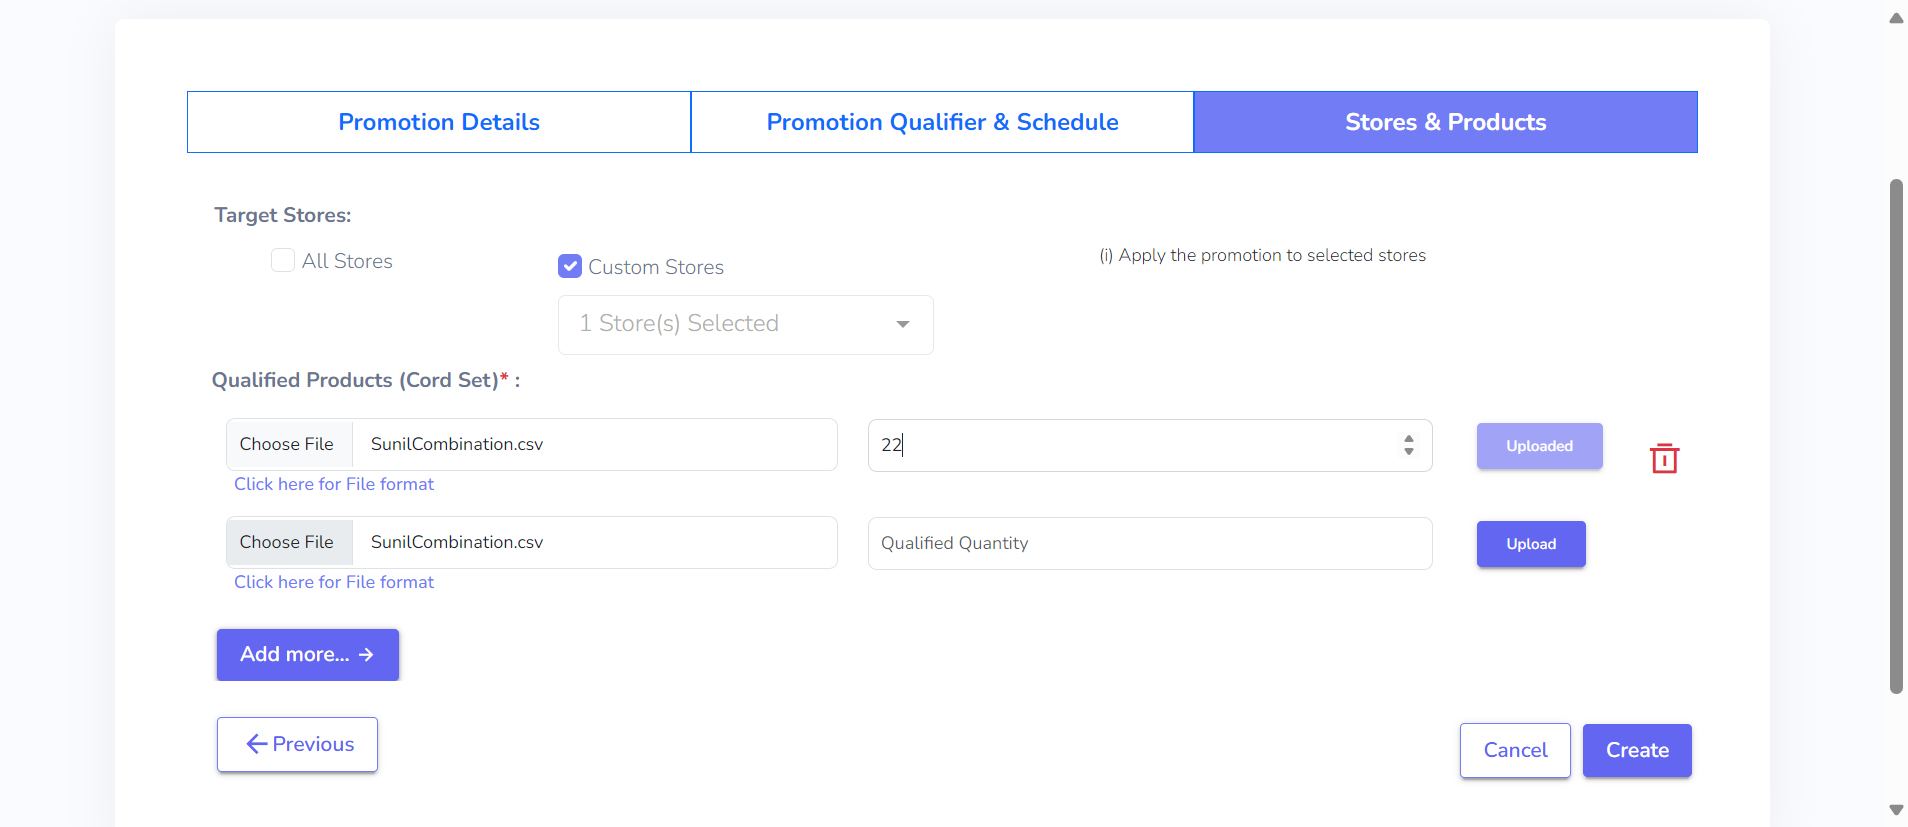 Promotion Details
Promotion Qualifier & Schedule
Stores & Products
Target Stores:
All Stores
Custom Stores
(i) Apply the promotion to selected stores
1 Store(s) Selected
Qualified Products (Cord Set)* :
Choose File SunilCombination.csv
22
Uploaded
Click here for File format
Choose File SunilCombination.csv
Qualified Quantity
Upload
Click here for File format
Add more... →
← Previous
Cancel
Create